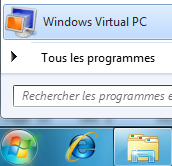 Windows Virtual PC
Tous les programmes
Rechercher les programmes e